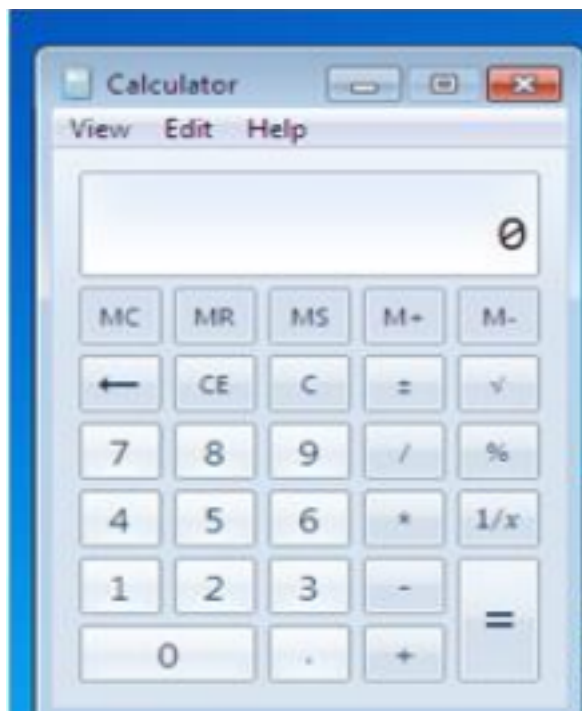 Calculator
View Edit Help
0
MC MR MS M+ M-
← CE C ± √
7 8 9 / %
4 5 6 * 1/x
1 2 3 - =
0 . +